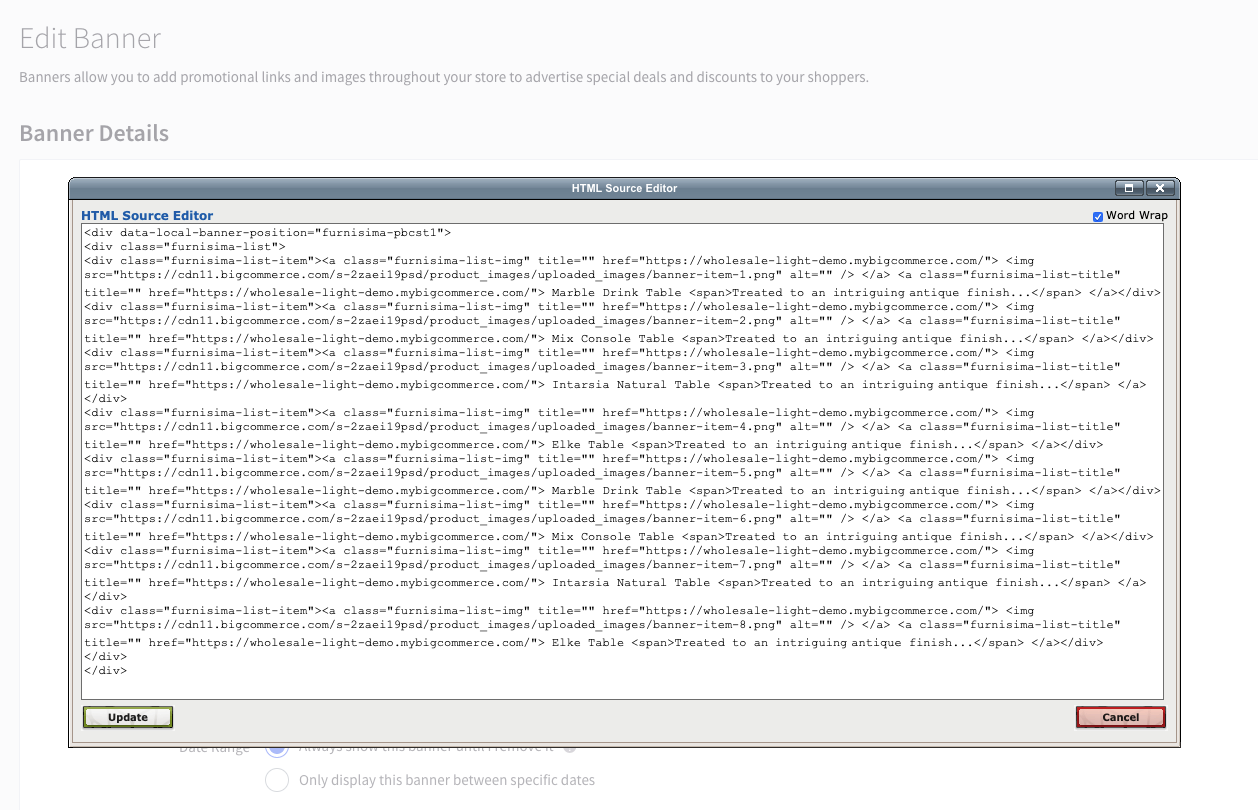 Edit Banner
Banners allow you to add promotional links and images throughout your store to advertise special deals and discounts to your shoppers.
Banner Details
HTML Source Editor
HTML Source Editor
Word Wrap
<div data-local-banner-position="furnisima-pbcst1">
<div class="furnisima-list">
<div class="furnisima-list-item"><a class="furnisima-list-img" title="" href="https://wholesale-light-demo.mybigcommerce.com/"> <img
src="https://cdn11.bigcommerce.com/s-2zaei19psd/product_images/uploaded_images/banner-item-1.png" alt="" /> </a> <a class="furnisima-list-title"
title="" href="https://wholesale-light-demo.mybigcommerce.com/"> Marble Drink Table <span>Treated to an intriguing antique finish...</span> </a></div>
<div class="furnisima-list-item"><a class="furnisima-list-img" title="" href="https://wholesale-light-demo.mybigcommerce.com/"> <img
src="https://cdn11.bigcommerce.com/s-2zaei19psd/product_images/uploaded_images/banner-item-2.png" alt="" /> </a> <a class="furnisima-list-title"
title="" href="https://wholesale-light-demo.mybigcommerce.com/"> Mix Console Table <span>Treated to an intriguing antique finish...</span> </a></div>
<div class="furnisima-list-item"><a class="furnisima-list-img" title="" href="https://wholesale-light-demo.mybigcommerce.com/"> <img
src="https://cdn11.bigcommerce.com/s-2zaei19psd/product_images/uploaded_images/banner-item-3.png" alt="" /> </a> <a class="furnisima-list-title"
title="" href="https://wholesale-light-demo.mybigcommerce.com/"> Intarsia Natural Table <span>Treated to an intriguing antique finish...</span> </a>
</div>
<div class="furnisima-list-item"><a class="furnisima-list-img" title="" href="https://wholesale-light-demo.mybigcommerce.com/"> <img
src="https://cdn11.bigcommerce.com/s-2zaei19psd/product_images/uploaded_images/banner-item-4.png" alt="" /> </a> <a class="furnisima-list-title"
title="" href="https://wholesale-light-demo.mybigcommerce.com/"> Elke Table <span>Treated to an intriguing antique finish...</span> </a></div>
<div class="furnisima-list-item"><a class="furnisima-list-img" title="" href="https://wholesale-light-demo.mybigcommerce.com/"> <img
src="https://cdn11.bigcommerce.com/s-2zaei19psd/product_images/uploaded_images/banner-item-5.png" alt="" /> </a> <a class="furnisima-list-title"
title="" href="https://wholesale-light-demo.mybigcommerce.com/"> Marble Drink Table <span>Treated to an intriguing antique finish...</span> </a></div>
<div class="furnisima-list-item"><a class="furnisima-list-img" title="" href="https://wholesale-light-demo.mybigcommerce.com/"> <img
src="https://cdn11.bigcommerce.com/s-2zaei19psd/product_images/uploaded_images/banner-item-6.png" alt="" /> </a> <a class="furnisima-list-title"
title="" href="https://wholesale-light-demo.mybigcommerce.com/"> Mix Console Table <span>Treated to an intriguing antique finish...</span> </a></div>
<div class="furnisima-list-item"><a class="furnisima-list-img" title="" href="https://wholesale-light-demo.mybigcommerce.com/"> <img
src="https://cdn11.bigcommerce.com/s-2zaei19psd/product_images/uploaded_images/banner-item-7.png" alt="" /> </a> <a class="furnisima-list-title"
title="" href="https://wholesale-light-demo.mybigcommerce.com/"> Intarsia Natural Table <span>Treated to an intriguing antique finish...</span> </a>
</div>
<div class="furnisima-list-item"><a class="furnisima-list-img" title="" href="https://wholesale-light-demo.mybigcommerce.com/"> <img
src="https://cdn11.bigcommerce.com/s-2zaei19psd/product_images/uploaded_images/banner-item-8.png" alt="" /> </a> <a class="furnisima-list-title"
title="" href="https://wholesale-light-demo.mybigcommerce.com/"> Elke Table <span>Treated to an intriguing antique finish...</span> </a></div>
</div>
</div>
Update
Cancel
Date Range Always show this banner until I remove it
Only display this banner between specific dates